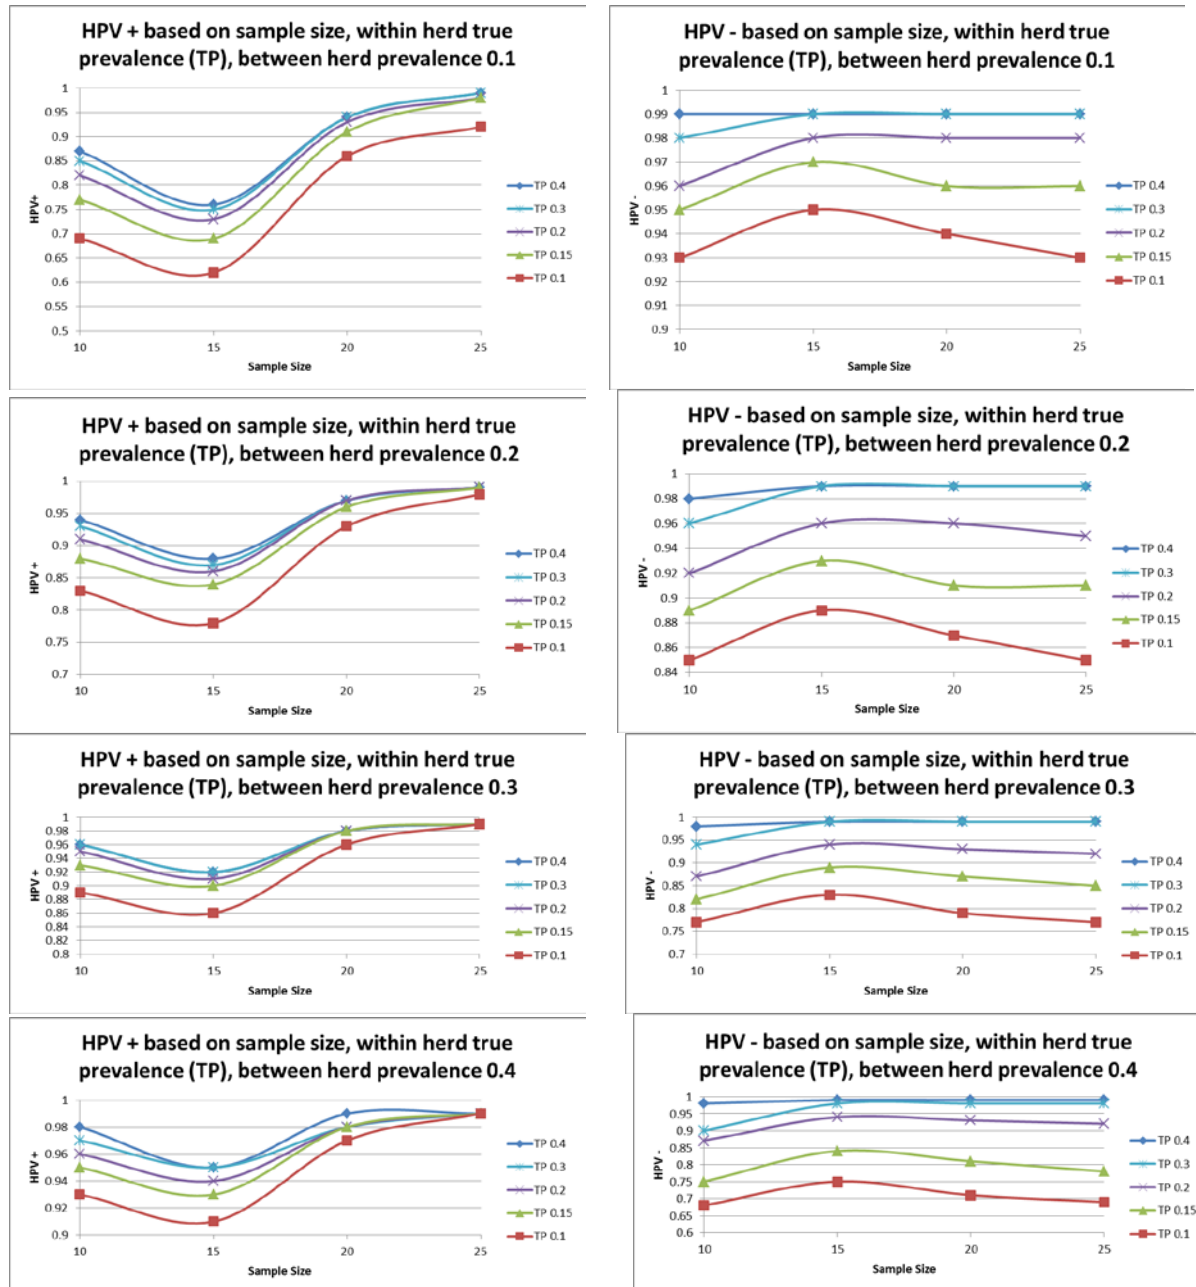 HPV + based on sample size, within herd true
prevalence (TP), between herd prevalence 0.1
1
0.95
0.9
0.85
0.8
0.75
0.7
0.65
0.6
0.55
0.5
HPV+
10 15 20 25
Sample Size
TP 0.4
TP 0.3
TP 0.2
TP 0.15
TP 0.1
HPV - based on sample size, within herd true
prevalence (TP), between herd prevalence 0.1
1
0.99
0.98
0.97
0.96
0.95
0.94
0.93
0.92
0.91
0.9
HPV -
10 15 20 25
Sample Size
TP 0.4
TP 0.3
TP 0.2
TP 0.15
TP 0.1
HPV + based on sample size, within herd true
prevalence (TP), between herd prevalence 0.2
1
0.95
0.9
0.85
0.8
0.75
0.7
HPV +
10 15 20 25
Sample Size
TP 0.4
TP 0.3
TP 0.2
TP 0.15
TP 0.1
HPV - based on sample size, within herd true
prevalence (TP), between herd prevalence 0.2
1
0.98
0.96
0.94
0.92
0.9
0.88
0.86
0.84
HPV -
10 15 20 25
Sample Size
TP 0.4
TP 0.3
TP 0.2
TP 0.15
TP 0.1
HPV + based on sample size, within herd true
prevalence (TP), between herd prevalence 0.3
1
0.98
0.96
0.94
0.92
0.9
0.88
0.86
0.84
0.82
0.8
HPV +
10 15 20 25
Sample Size
TP 0.4
TP 0.3
TP 0.2
TP 0.15
TP 0.1
HPV - based on sample size, within herd true
prevalence (TP), between herd prevalence 0.3
1
0.95
0.9
0.85
0.8
0.75
0.7
HPV -
10 15 20 25
Sample Size
TP 0.4
TP 0.3
TP 0.2
TP 0.15
TP 0.1
HPV + based on sample size, within herd true
prevalence (TP), between herd prevalence 0.4
1
0.98
0.96
0.94
0.92
0.9
HPV +
10 15 20 25
Sample Size
TP 0.4
TP 0.3
TP 0.2
TP 0.15
TP 0.1
HPV - based on sample size, within herd true
prevalence (TP), between herd prevalence 0.4
1
0.95
0.9
0.85
0.8
0.75
0.7
0.65
0.6
HPV -
10 15 20 25
Sample Size
TP 0.4
TP 0.3
TP 0.2
TP 0.15
TP 0.1